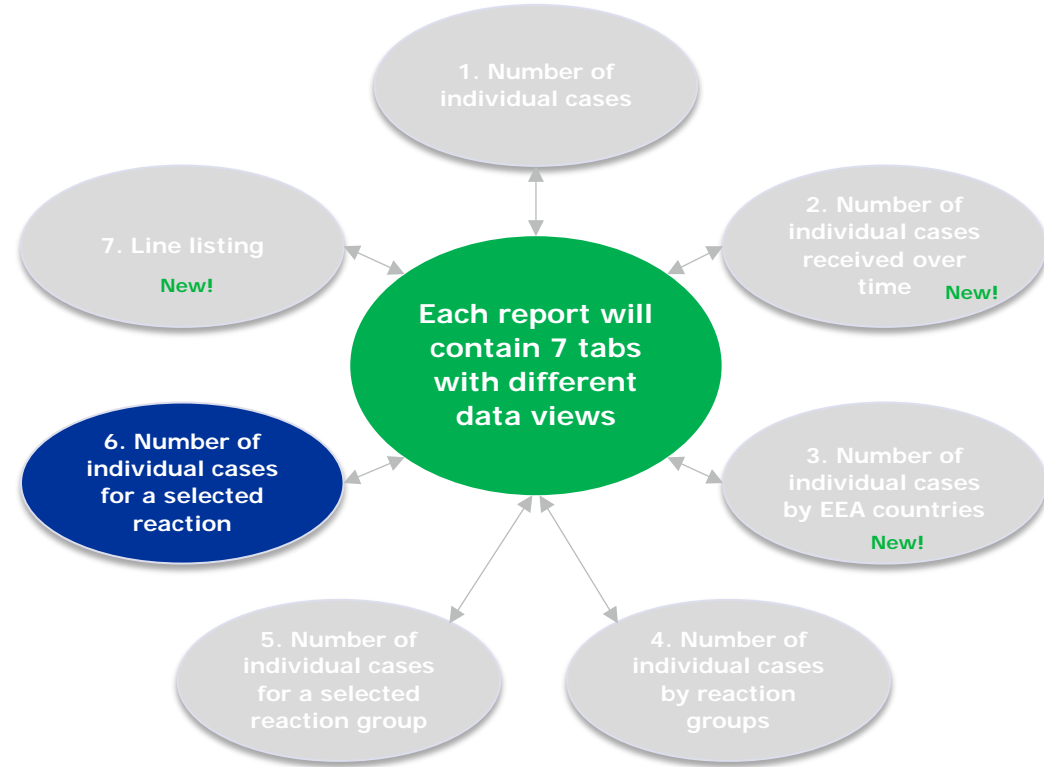 1. Number of
individual cases
2. Number of
individual cases
received over
time
New!
3. Number of
individual cases
by EEA countries
New!
4. Number of
individual cases
by reaction
groups
5. Number of
individual cases
for a selected
reaction group
6. Number of
individual cases
for a selected
reaction
7. Line listing
New!
Each report will
contain 7 tabs
with different
data views